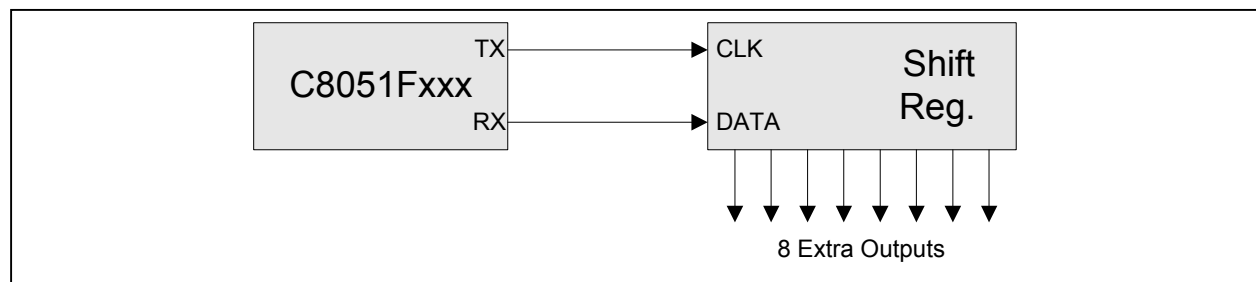 TX
CLK
C8051Fxxx
Shift
Reg.
RX
DATA
8 Extra Outputs